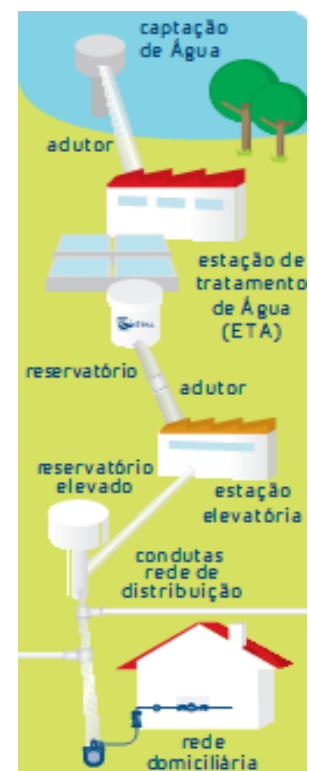 captação
de Água
adutor
estação de
tratamento
de Água
(ETA)
reservatório
adutor
reservatório
elevado
estação
elevatória
condutas
rede de
distribuição
rede
domiciliária